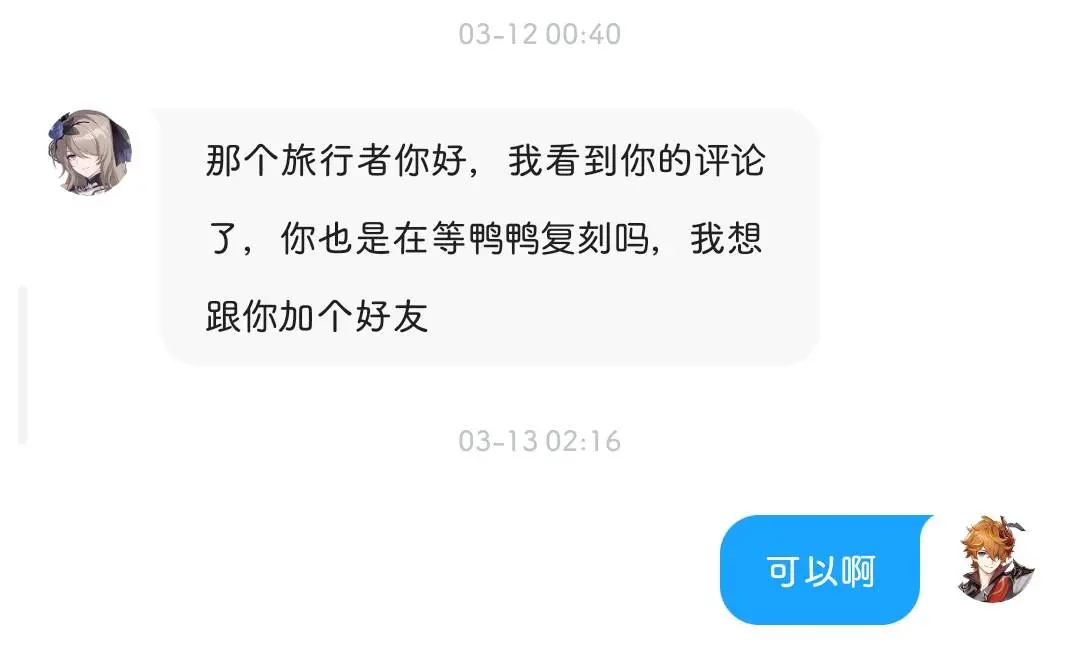 03-12 00:40
那个旅行者你好，我看到你的评论
了，你也是在等鸭鸭复刻吗，我想
跟你加个好友
03-13 02:16
可以啊